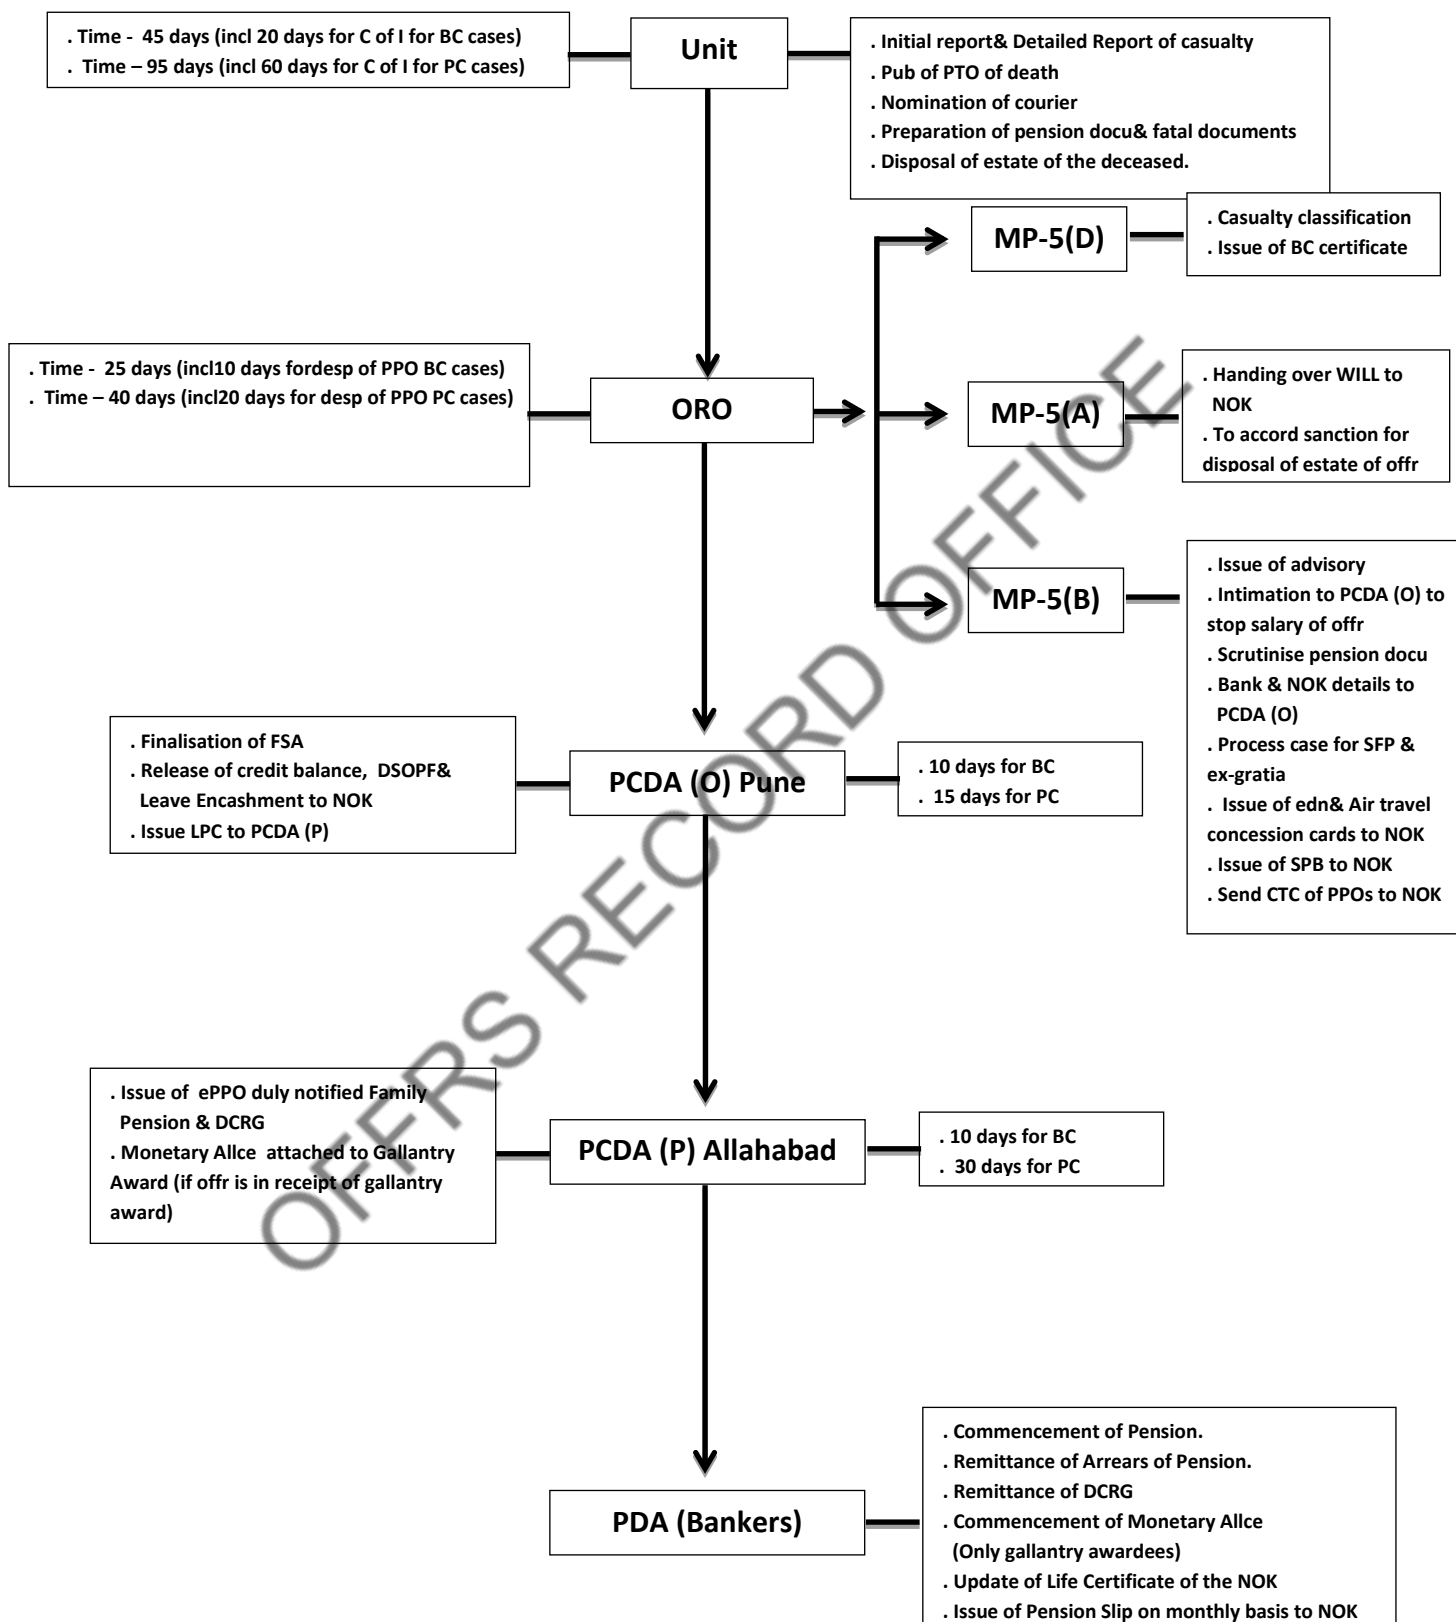 . Time -  45 days (incl 20 days for C of I for BC cases)
.  Time – 95 days (incl 60 days for C of I for PC cases)
Unit
. Initial report& Detailed Report of casualty
. Pub of PTO of death
. Nomination of courier
. Preparation of pension docu& fatal documents
. Disposal of estate of the deceased.
MP-5(D)
. Casualty classification
. Issue of BC certificate
. Time -  25 days (incl10 days fordesp of PPO BC cases)
.  Time – 40 days (incl20 days for desp of PPO PC cases)
ORO
MP-5(A)
. Handing over WILL to
NOK
. To accord sanction for
disposal of estate of offr
MP-5(B)
. Issue of advisory
. Intimation to PCDA (O) to
stop salary of offr
. Scrutinise pension docu
. Bank & NOK details to
PCDA (O)
. Process case for SFP &
ex-gratia
.  Issue of edn& Air travel
concession cards to NOK
. Issue of SPB to NOK
. Send CTC of PPOs to NOK
. Finalisation of FSA
. Release of credit balance,  DSOPF&
Leave Encashment to NOK
. Issue LPC to PCDA (P)
PCDA (O) Pune
. 10 days for BC
.  15 days for PC
. Issue of  ePPO duly notified Family
Pension & DCRG
. Monetary Allce  attached to Gallantry
Award (if offr is in receipt of gallantry
award)
PCDA (P) Allahabad
. 10 days for BC
.  30 days for PC
PDA (Bankers)
. Commencement of Pension.
. Remittance of Arrears of Pension.
. Remittance of DCRG
. Commencement of Monetary Allce
(Only gallantry awardees)
. Update of Life Certificate of the NOK
. Issue of Pension Slip on monthly basis to NOK
OFFRS RECORD OFFICE